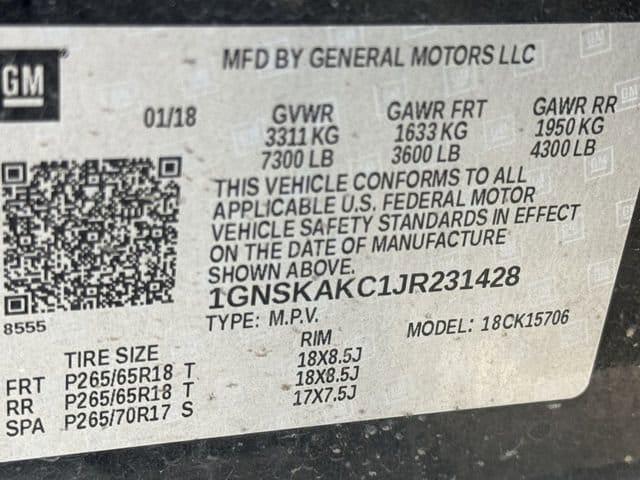 GM
MFD BY GENERAL MOTORS LLC
01/18 GVWR GAWR FRT GAWR RR
3311 KG 1633 KG 1950 KG
7300 LB 3600 LB 4300 LB
THIS VEHICLE CONFORMS TO ALL
APPLICABLE U.S. FEDERAL MOTOR
VEHICLE SAFETY STANDARDS IN EFFECT
ON THE DATE OF MANUFACTURE
SHOWN ABOVE.
8555
1GNSKAKC1JR231428
TYPE: M.P.V. MODEL: 18CK15706
TIRE SIZE RIM
FRT P265/65R18 T 18X8.5J
RR P265/65R18 T 18X8.5J
SPA P265/70R17 S 17X7.5J